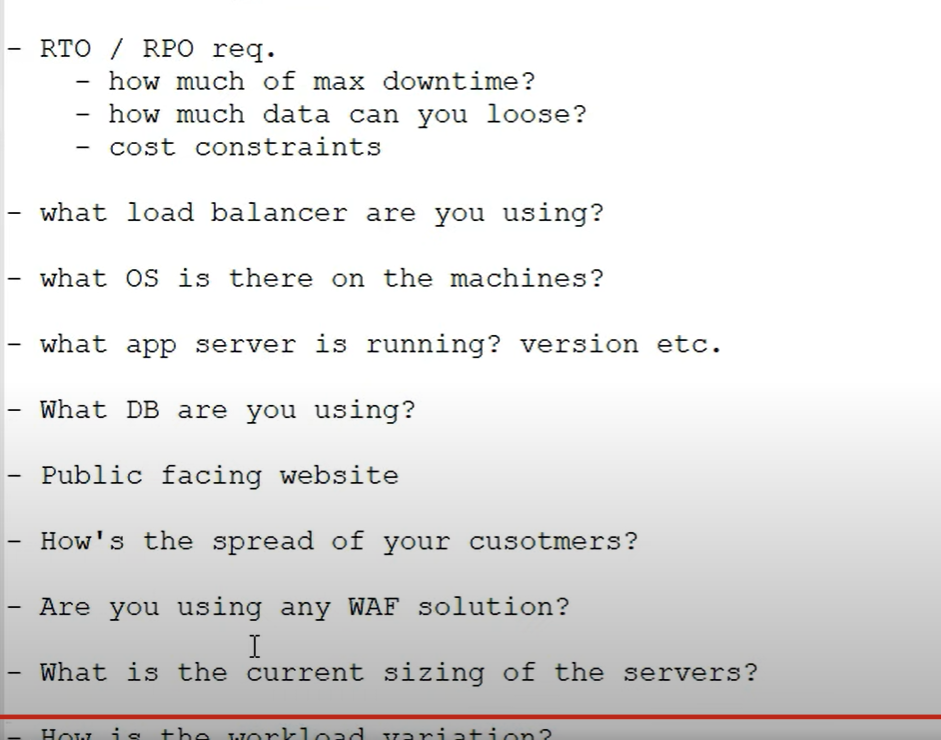 - RTO / RPO req.
- how much of max downtime?
- how much data can you loose?
- cost constraints
- what load balancer are you using?
- what OS is there on the machines?
- what app server is running? version etc.
- What DB are you using?
- Public facing website
- How's the spread of your cusotmers?
- Are you using any WAF solution?
- What is the current sizing of the servers?
- How is the workload variation?